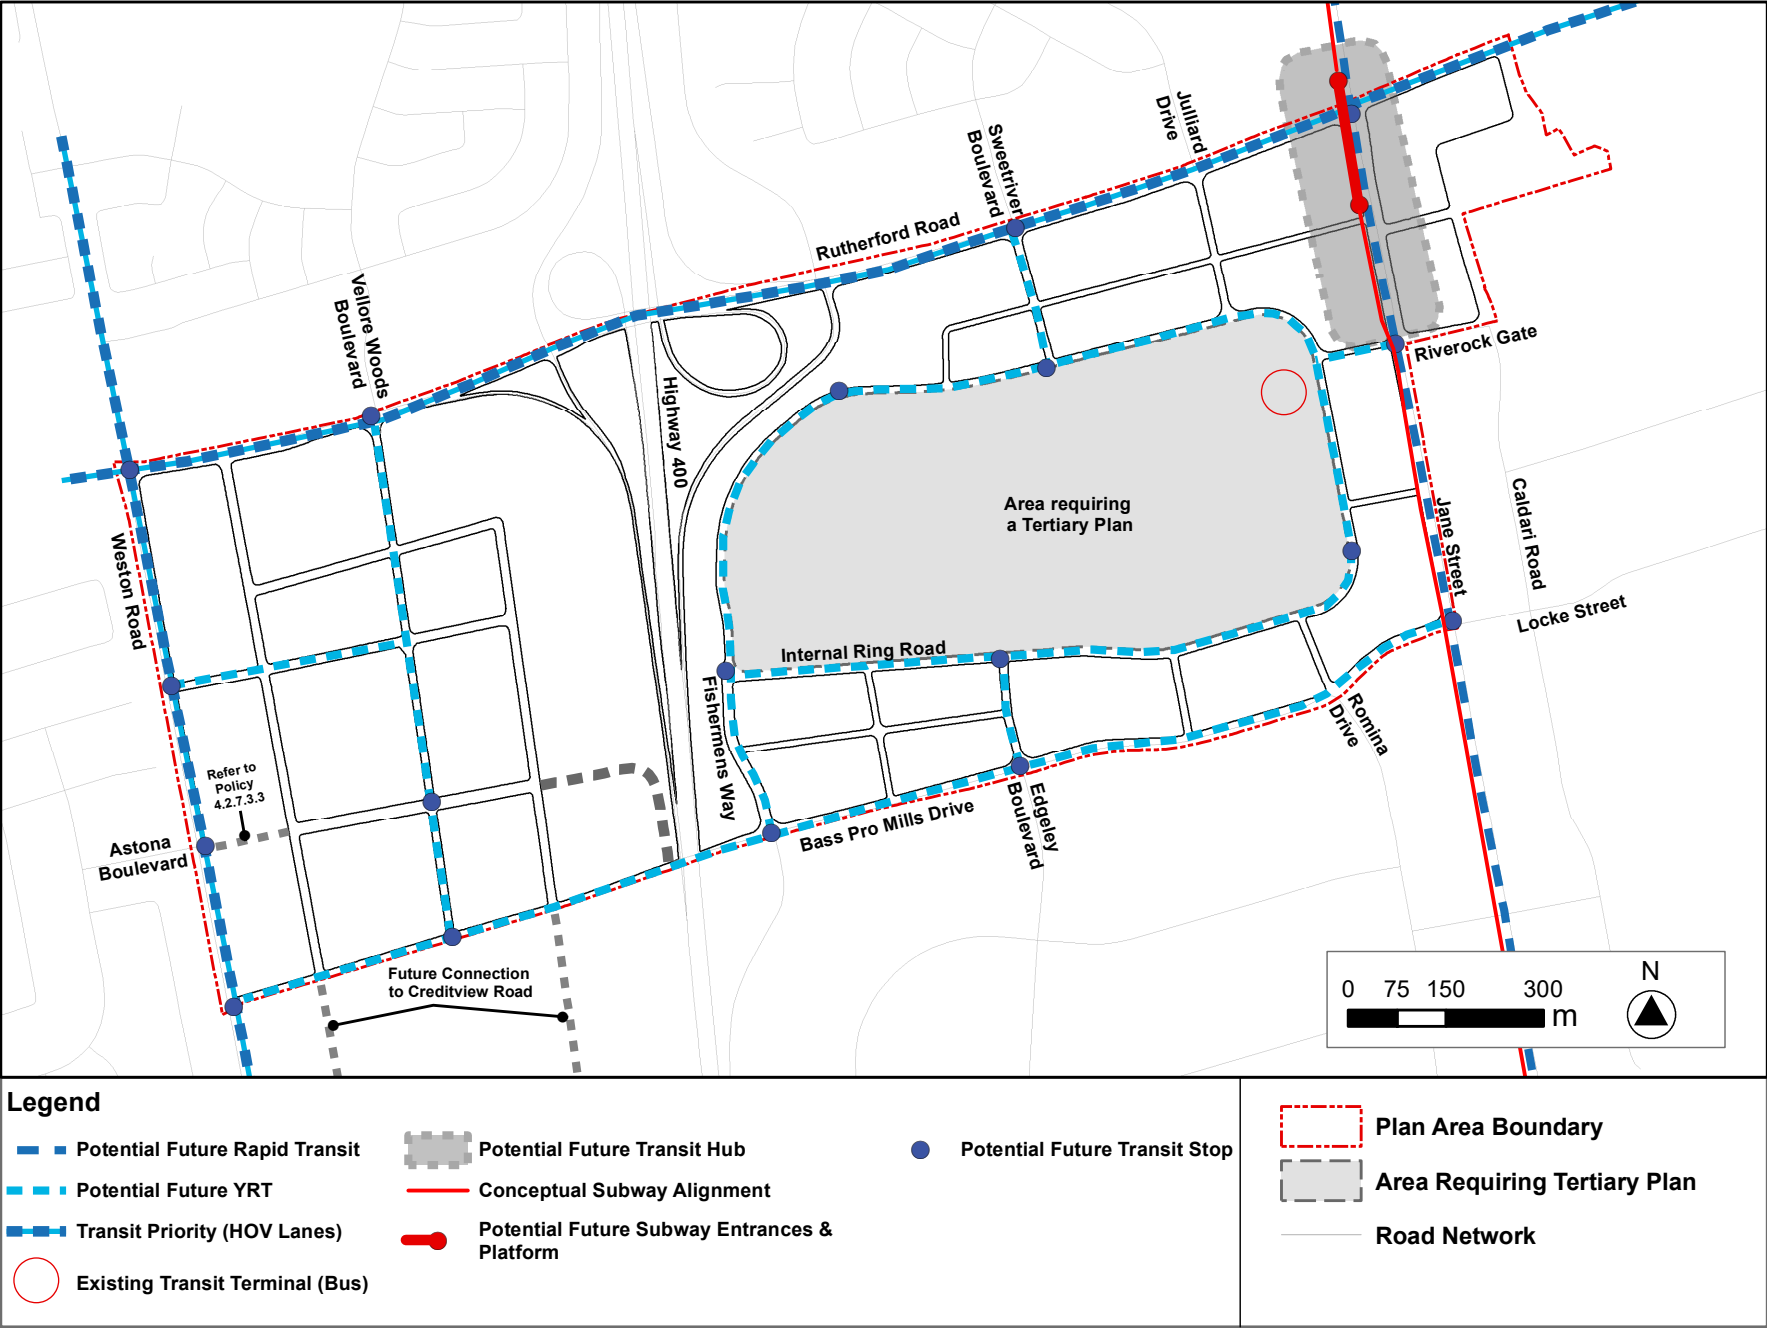 Julliard
Drive
Sweetriver
Boulevard
Rutherford Road
Vellore Woods
Boulevard
Riverock Gate
Highway 400
Area requiring
a Tertiary Plan
Weston Road
Jane Street
Caldari Road
Locke Street
Internal Ring Road
Fishermens Way
Romina
Drive
Refer to
Policy
4.2.7.3.3
Astona
Boulevard
Bass Pro Mills Drive
Edgeley
Boulevard
Future Connection
to Creditview Road
N
0 75 150 300
m
Legend
Potential Future Rapid Transit
Potential Future YRT
Transit Priority (HOV Lanes)
Existing Transit Terminal (Bus)
Potential Future Transit Hub
Conceptual Subway Alignment
Potential Future Subway Entrances &
Platform
Potential Future Transit Stop
Plan Area Boundary
Area Requiring Tertiary Plan
Road Network